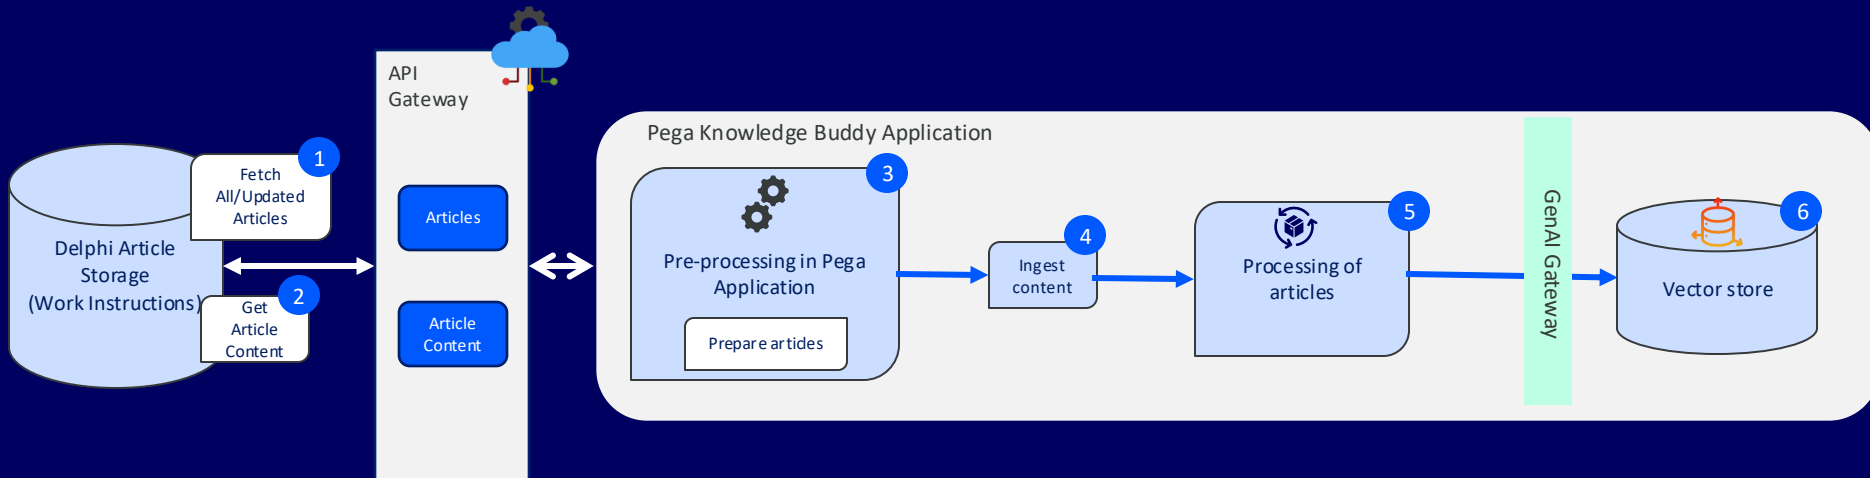 API
Gateway
Pega Knowledge Buddy Application
1
Fetch
All/Updated
Articles
Delphi Article
Storage
(Work Instructions)
2
Get
Article
Content
Articles
Article
Content
3
Pre-processing in Pega
Application
Prepare articles
4
Ingest
content
5
Processing of
articles
GenAI Gateway
6
Vector store